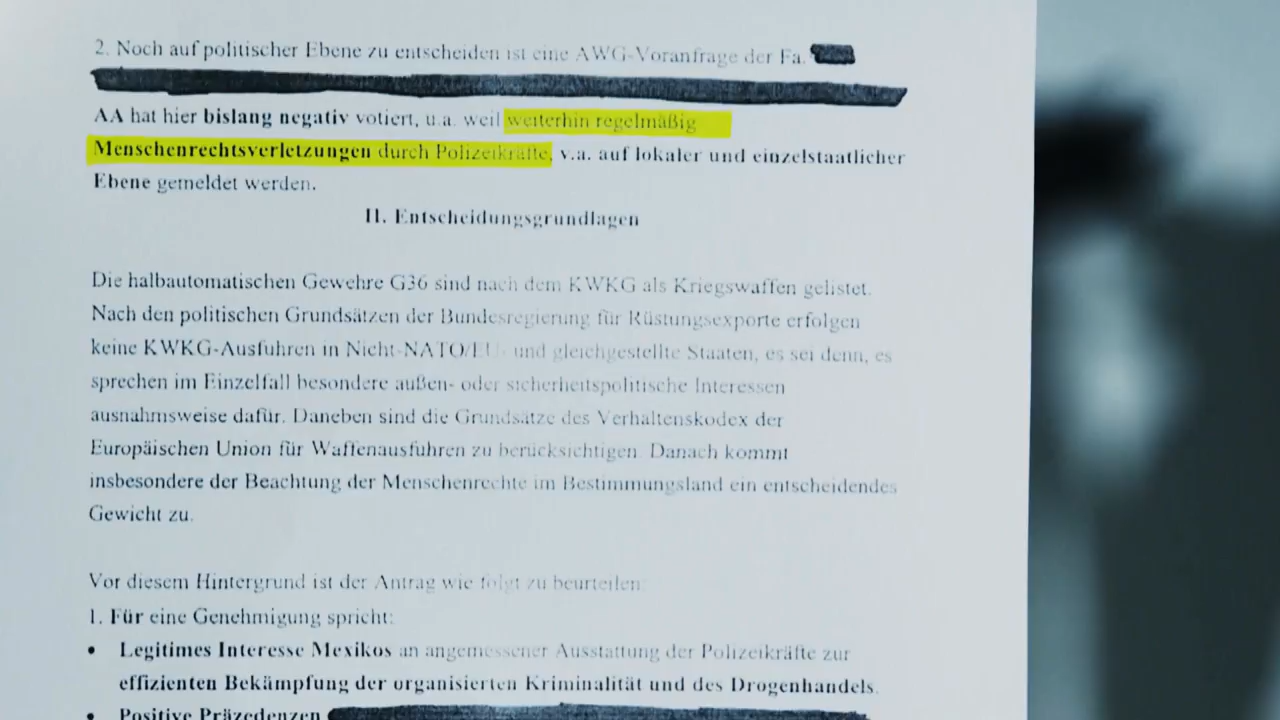 2. Noch auf politischer Ebene zu entscheiden ist eine AWG-Voranfrage der Fa.
AA hat hier bislang negativ votiert, u.a. weil weiterhin regelmäßig
Menschenrechtsverletzungen durch Polizeikräfte, v.a. auf lokaler und einzelstaatlicher
Ebene gemeldet werden.
II. Entscheidungsgrundlagen
Die halbautomatischen Gewehre G36 sind nach dem KWKG als Kriegswaffen gelistet.
Nach den politischen Grundsätzen der Bundesregierung für Rüstungsexporte erfolgen
keine KWKG-Ausfuhren in Nicht-NATO/EU- und gleichgestellte Staaten, es sei denn, es
sprechen im Einzelfall besondere außen- oder sicherheitspolitische Interessen
ausnahmsweise dafür. Daneben sind die Grundsätze des Verhaltenskodex der
Europäischen Union für Waffenausfuhren zu berücksichtigen. Danach kommt
insbesondere der Beachtung der Menschenrechte im Bestimmungsland ein entscheidendes
Gewicht zu.
Vor diesem Hintergrund ist der Antrag wie folgt zu beurteilen:
1. Für eine Genehmigung spricht:
• Legitimes Interesse Mexikos an angemessener Ausstattung der Polizeikräfte zur
effizienten Bekämpfung der organisierten Kriminalität und des Drogenhandels.
• Positive Präzedenzen